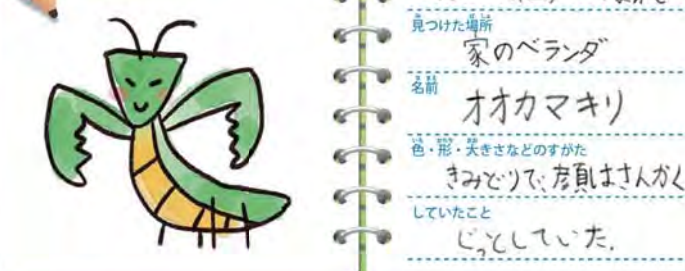 見つけた場所
家のベランダ
名前
オオカマキリ
色・形・大きさなどのすがた
きみどりで、顔はさんかく
していたこと
じっとしていた.